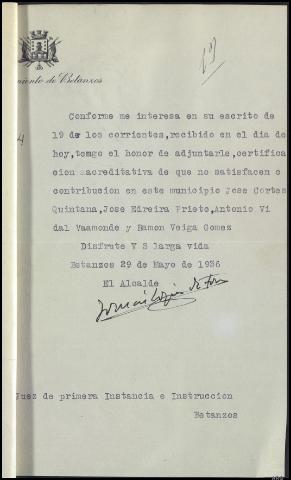 miento de Betanzos
Conforme me interesa en su escrito de
19 de los corrientes,recibido en el dia de
hoy,tengo el honor de adjuntarle,certifica
cion acreditativa de que no satisfacen c
contribucion en este municipio Jose Cortes
Quintana,Jose Edreira Prieto,Antonio Vi
dal Vaamonde y Ramon Veiga Gomez
Disfrute V S larga vida
Betanzos 29 de Mayo de 1936
El Alcalde
Juez de primera Instancia e Instruccion
Betanzos